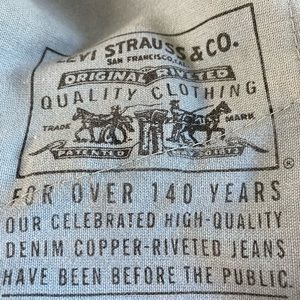 LEVI STRAUSS & CO.
SAN FRANCISCO, CAL
ORIGINAL RIVETED
QUALITY CLOTHING
TRADE MARK
PATENTED
®
FOR OVER 140 YEARS
OUR CELEBRATED HIGH-QUALITY
DENIM COPPER-RIVETED JEANS
HAVE BEEN BEFORE THE PUBLIC.